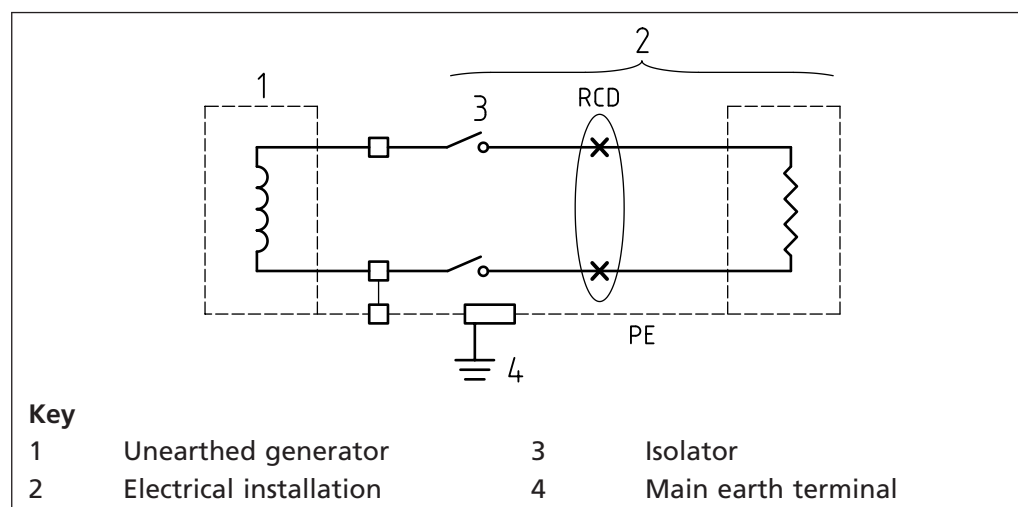 2
1
3
RCD
PE
4
Key
1 Unearthed generator 3 Isolator
2 Electrical installation 4 Main earth terminal